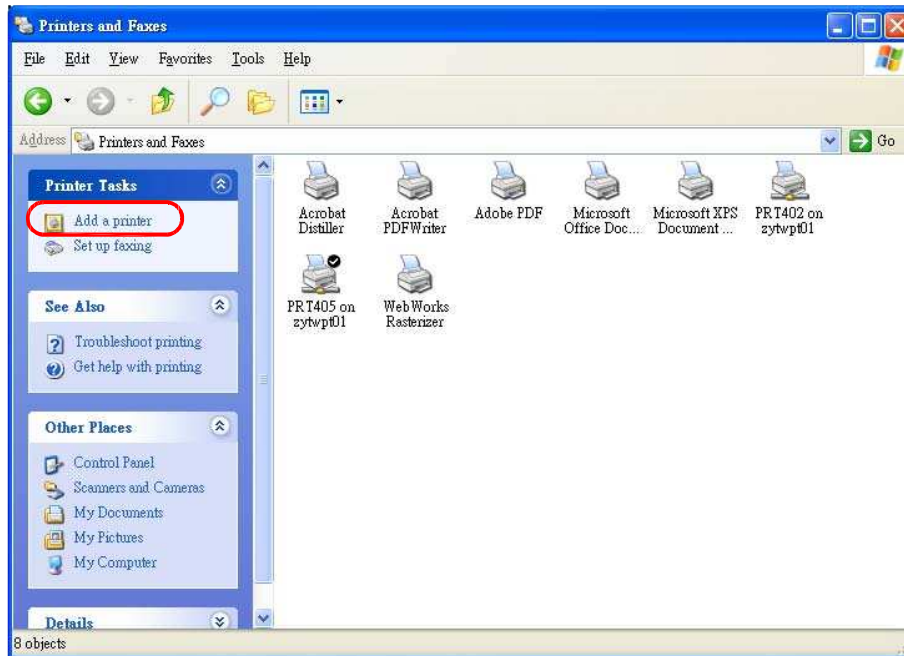 Printers and Faxes
File Edit View Favorites Tools Help
Address Printers and Faxes Go
Printer Tasks
Add a printer
Set up faxing
See Also
Troubleshoot printing
Get help with printing
Other Places
Control Panel
Scanners and Cameras
My Documents
My Pictures
My Computer
Details
Acrobat Distiller
Acrobat PDFWriter
Adobe PDF
Microsoft Office Doc...
Microsoft XPS Document ...
PRT402 on zytwpt01
PRT405 on zytwpt01
WebWorks Rasterizer
8 objects